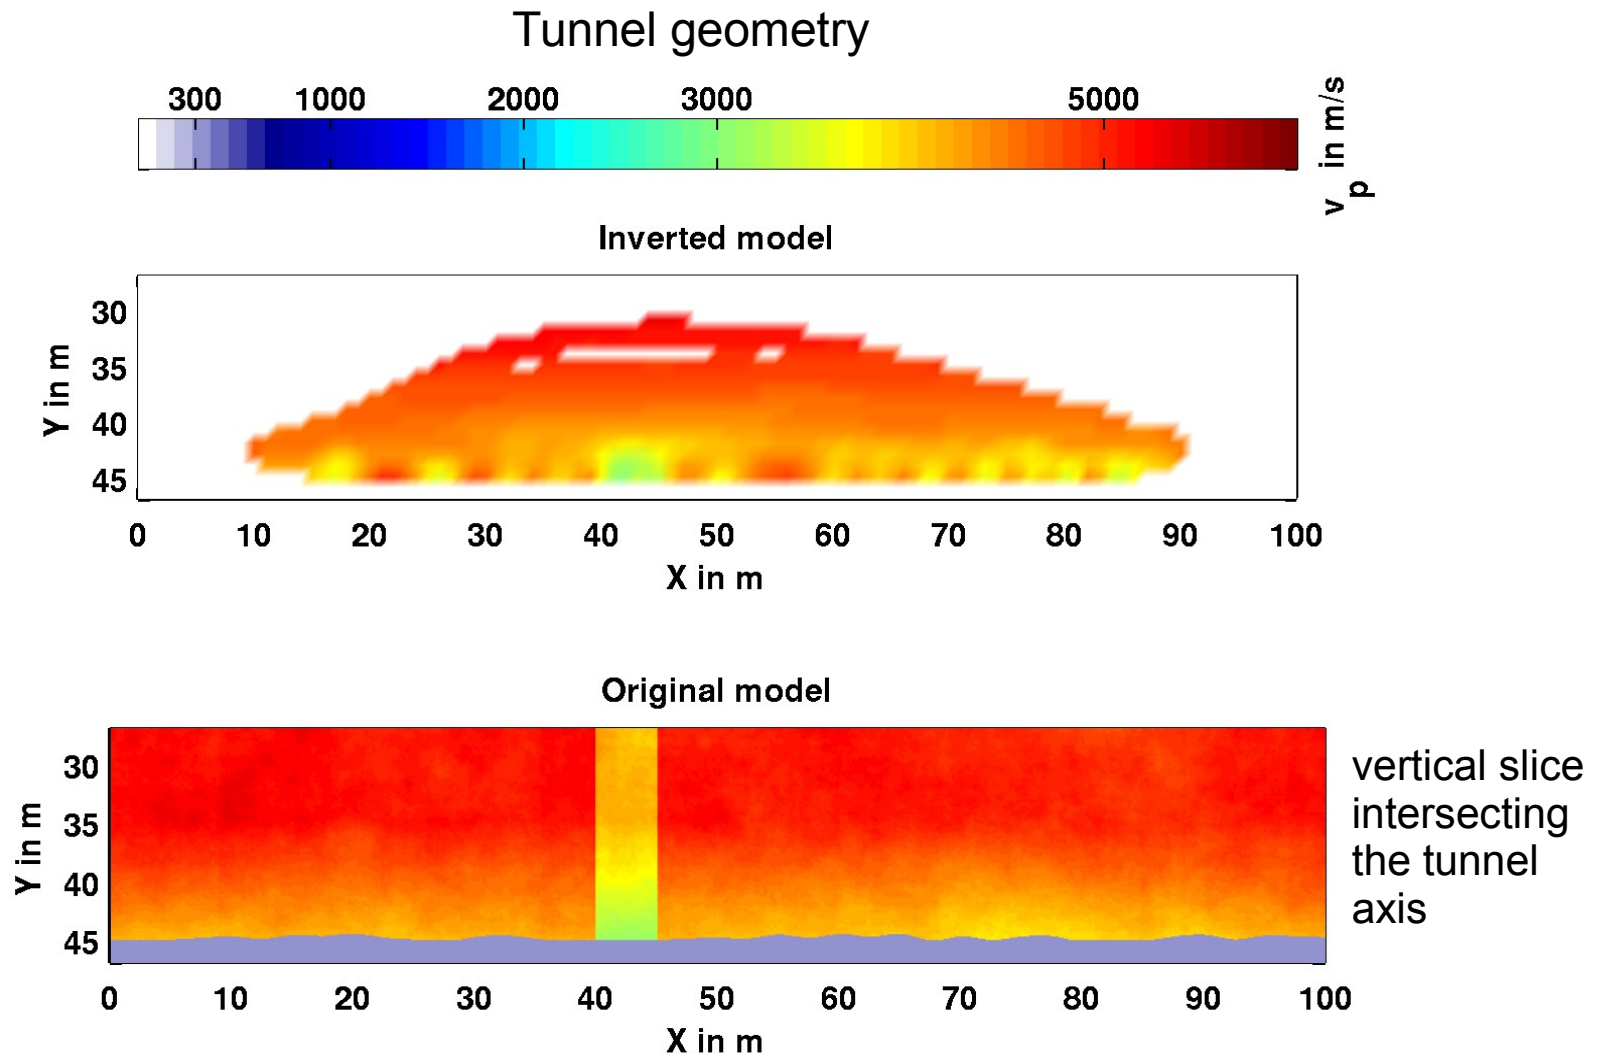 Tunnel geometry
300 1000 2000 3000 5000
v_p in m/s
Inverted model
30
35
40
45
Y in m
0 10 20 30 40 50 60 70 80 90 100
X in m
Original model
30
35
40
45
Y in m
0 10 20 30 40 50 60 70 80 90 100
X in m
vertical slice
intersecting
the tunnel
axis